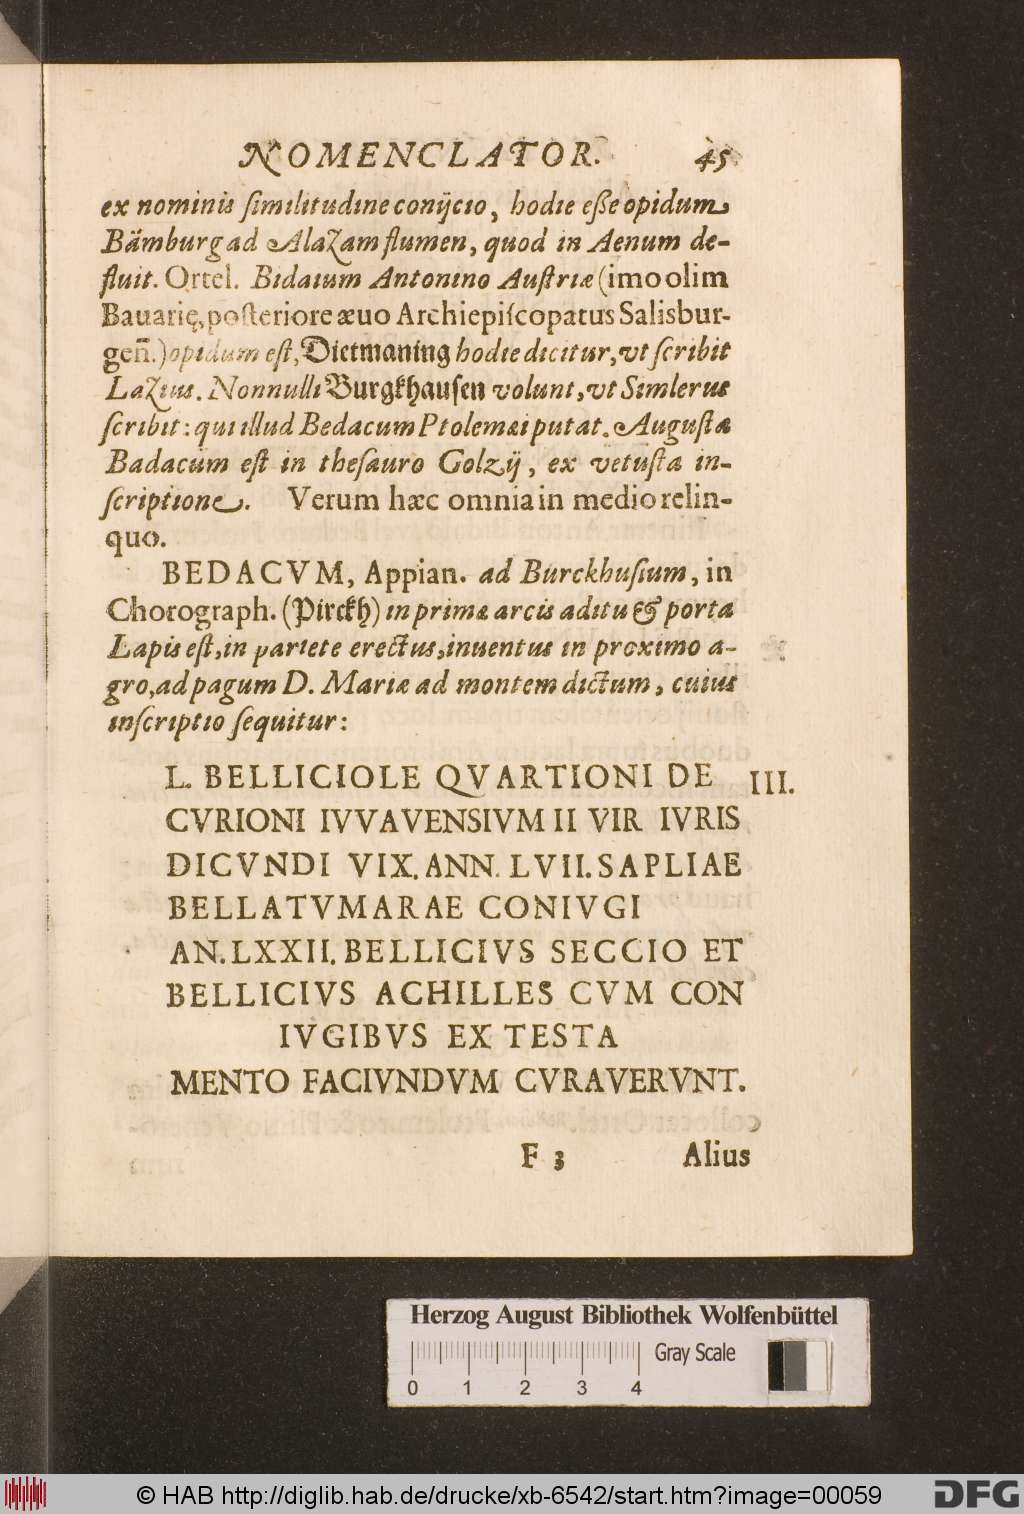 NOMENCLATOR. 45
ex nominis ſimilitudine conijcio, hodie eße opidum
Bämburg ad Alazam flumen, quod in Aenum de-
fluit. Ortel. Bidaium Antonino Auſtriæ (imo olim
Bauarię, poſteriore æuo Archiepiſcopatus Salisbur-
gen̄.) opidum eſt, Dietmaning hodie dicitur, vt ſcribit
Lazius. Nonnulli Burgkhauſen volunt, vt Simlerus
ſcribit: qui illud Bedacum Ptolemæi putat. Auguſta
Badacum eſt in theſauro Golzij, ex vetuſta in-
ſcriptione. Verum hæc omnia in medio relin-
quo.
BEDACVM, Appian. ad Burckhuſium, in
Chorograph. (Pirckh) in prima arcis aditu & porta
Lapis eſt, in pariete erectus, inuentus in proximo a-
gro, ad pagum D. Mariæ ad montem dictum, cuius
inſcriptio ſequitur:
L. BELLICIOLE QVARTIONI DE III.
CVRIONI IVVAVENSIVM II VIR IVRIS
DICVNDI VIX. ANN. LVII. SAPLIAE
BELLATVMARAE CONIVGI
AN. LXXII. BELLICIVS SECCIO ET
BELLICIVS ACHILLES CVM CON
IVGIBVS EX TESTA
MENTO FACIVNDVM CVRAVERVNT.
F 3 Alius
Herzog August Bibliothek Wolfenbüttel
Gray Scale
0 1 2 3 4
© HAB http://diglib.hab.de/drucke/xb-6542/start.htm?image=00059
DFG